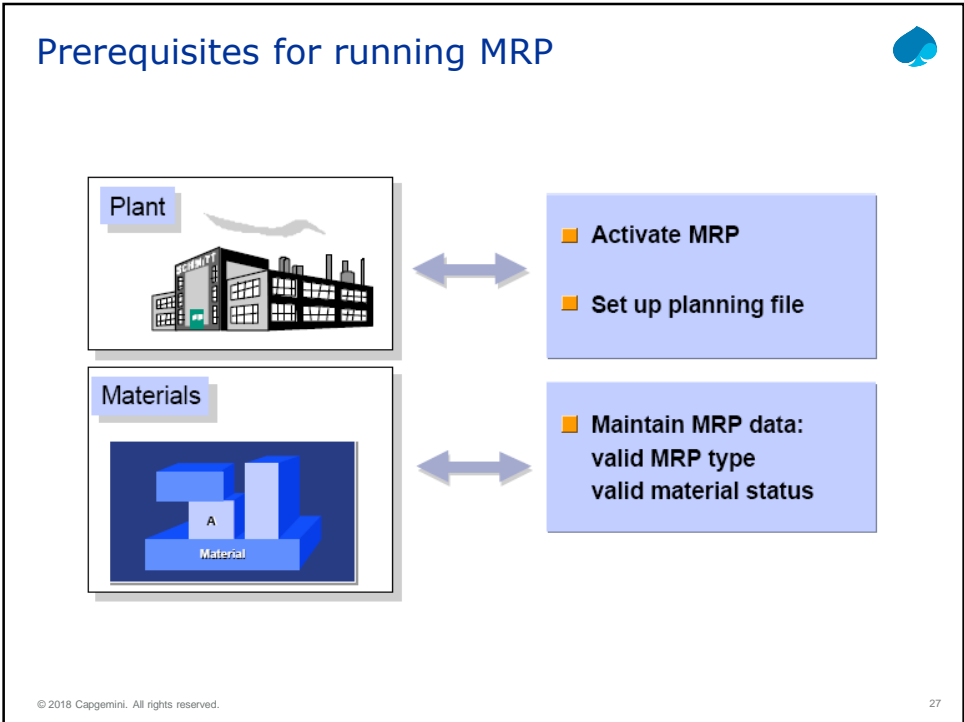 Prerequisites for running MRP
Plant
SCHMITT
Activate MRP
Set up planning file
Materials
A
Material
Maintain MRP data:
valid MRP type
valid material status
© 2018 Capgemini. All rights reserved.
27